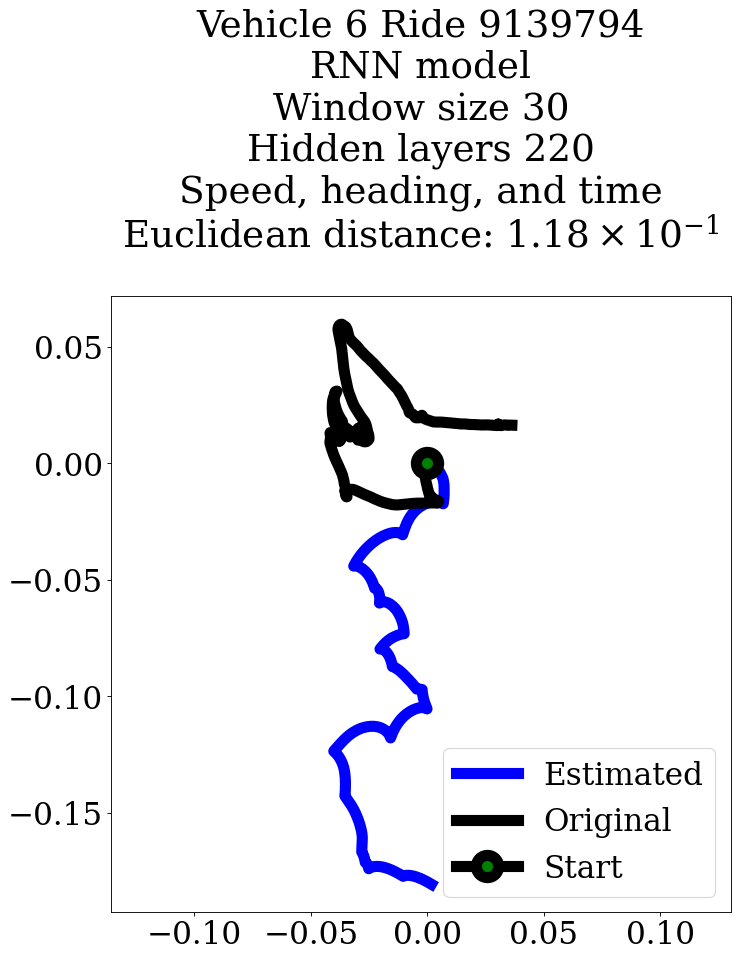 Vehicle 6 Ride 9139794
RNN model
Window size 30
Hidden layers 220
Speed, heading, and time
Euclidean distance: 1.18 × 10⁻¹
0.05
0.00
−0.05
−0.10
−0.15
Estimated
Original
Start
−0.10 −0.05 0.00 0.05 0.10